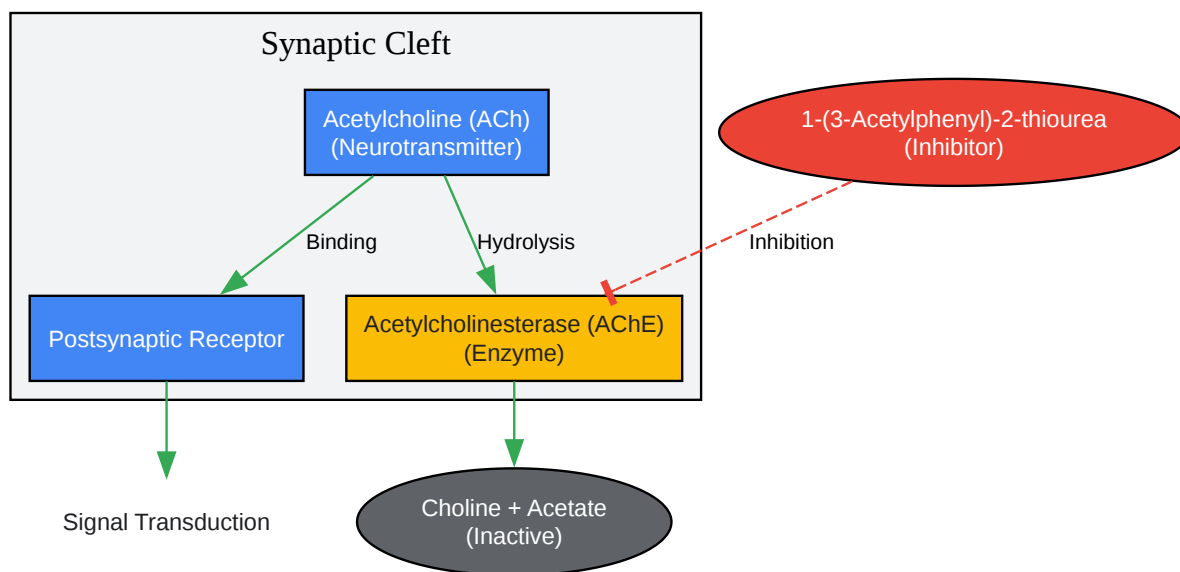 Synaptic Cleft
Acetylcholine (ACh)
(Neurotransmitter)
1-(3-Acetylphenyl)-2-thiourea
(Inhibitor)
Binding
Hydrolysis
Inhibition
Postsynaptic Receptor
Acetylcholinesterase (AChE)
(Enzyme)
Signal Transduction
Choline + Acetate
(Inactive)